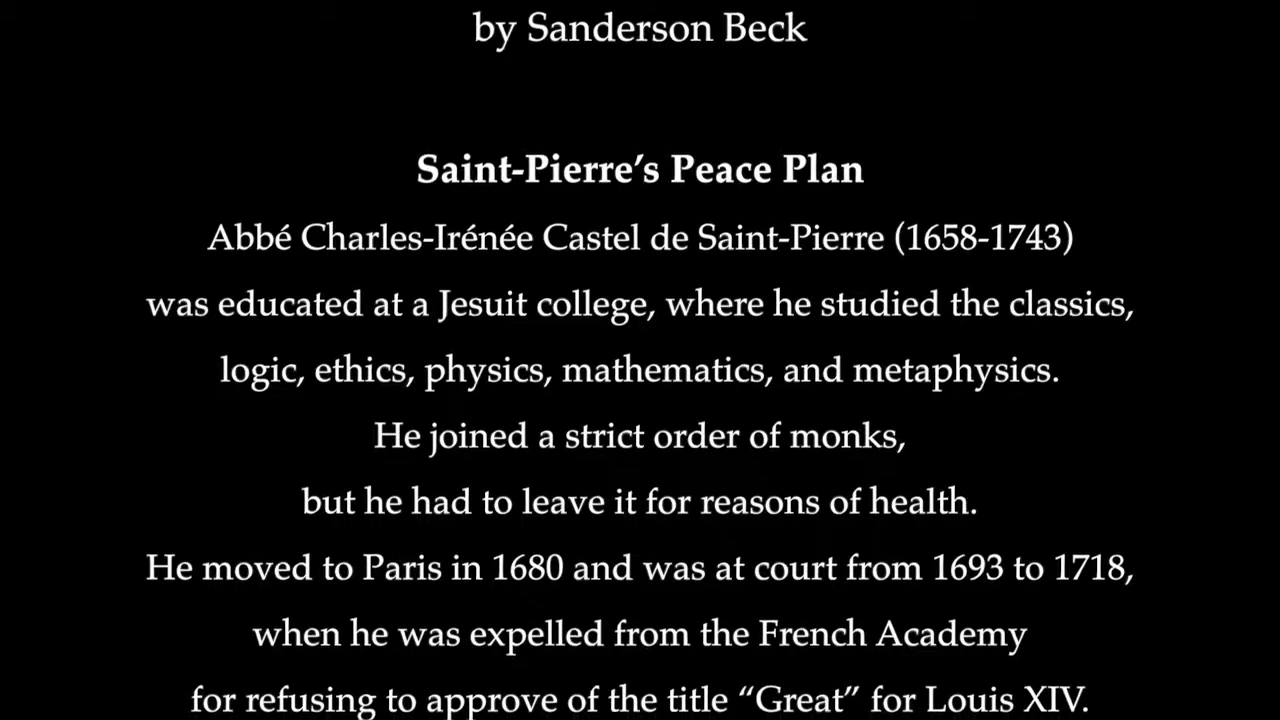 by Sanderson Beck
Saint-Pierre’s Peace Plan
Abbé Charles-Irénée Castel de Saint-Pierre (1658-1743)
was educated at a Jesuit college, where he studied the classics,
logic, ethics, physics, mathematics, and metaphysics.
He joined a strict order of monks,
but he had to leave it for reasons of health.
He moved to Paris in 1680 and was at court from 1693 to 1718,
when he was expelled from the French Academy
for refusing to approve of the title “Great” for Louis XIV.